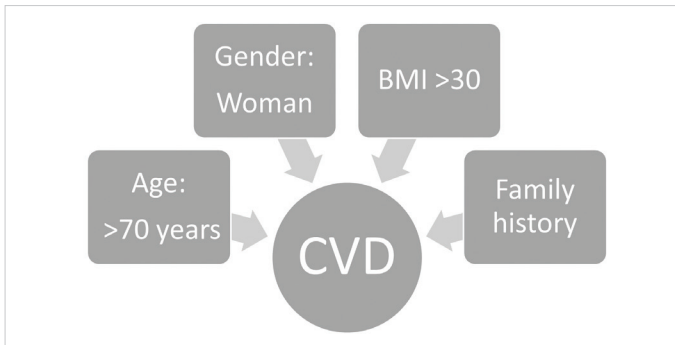 Gender:
Woman
BMI >30
Age:
>70 years
Family
history
CVD